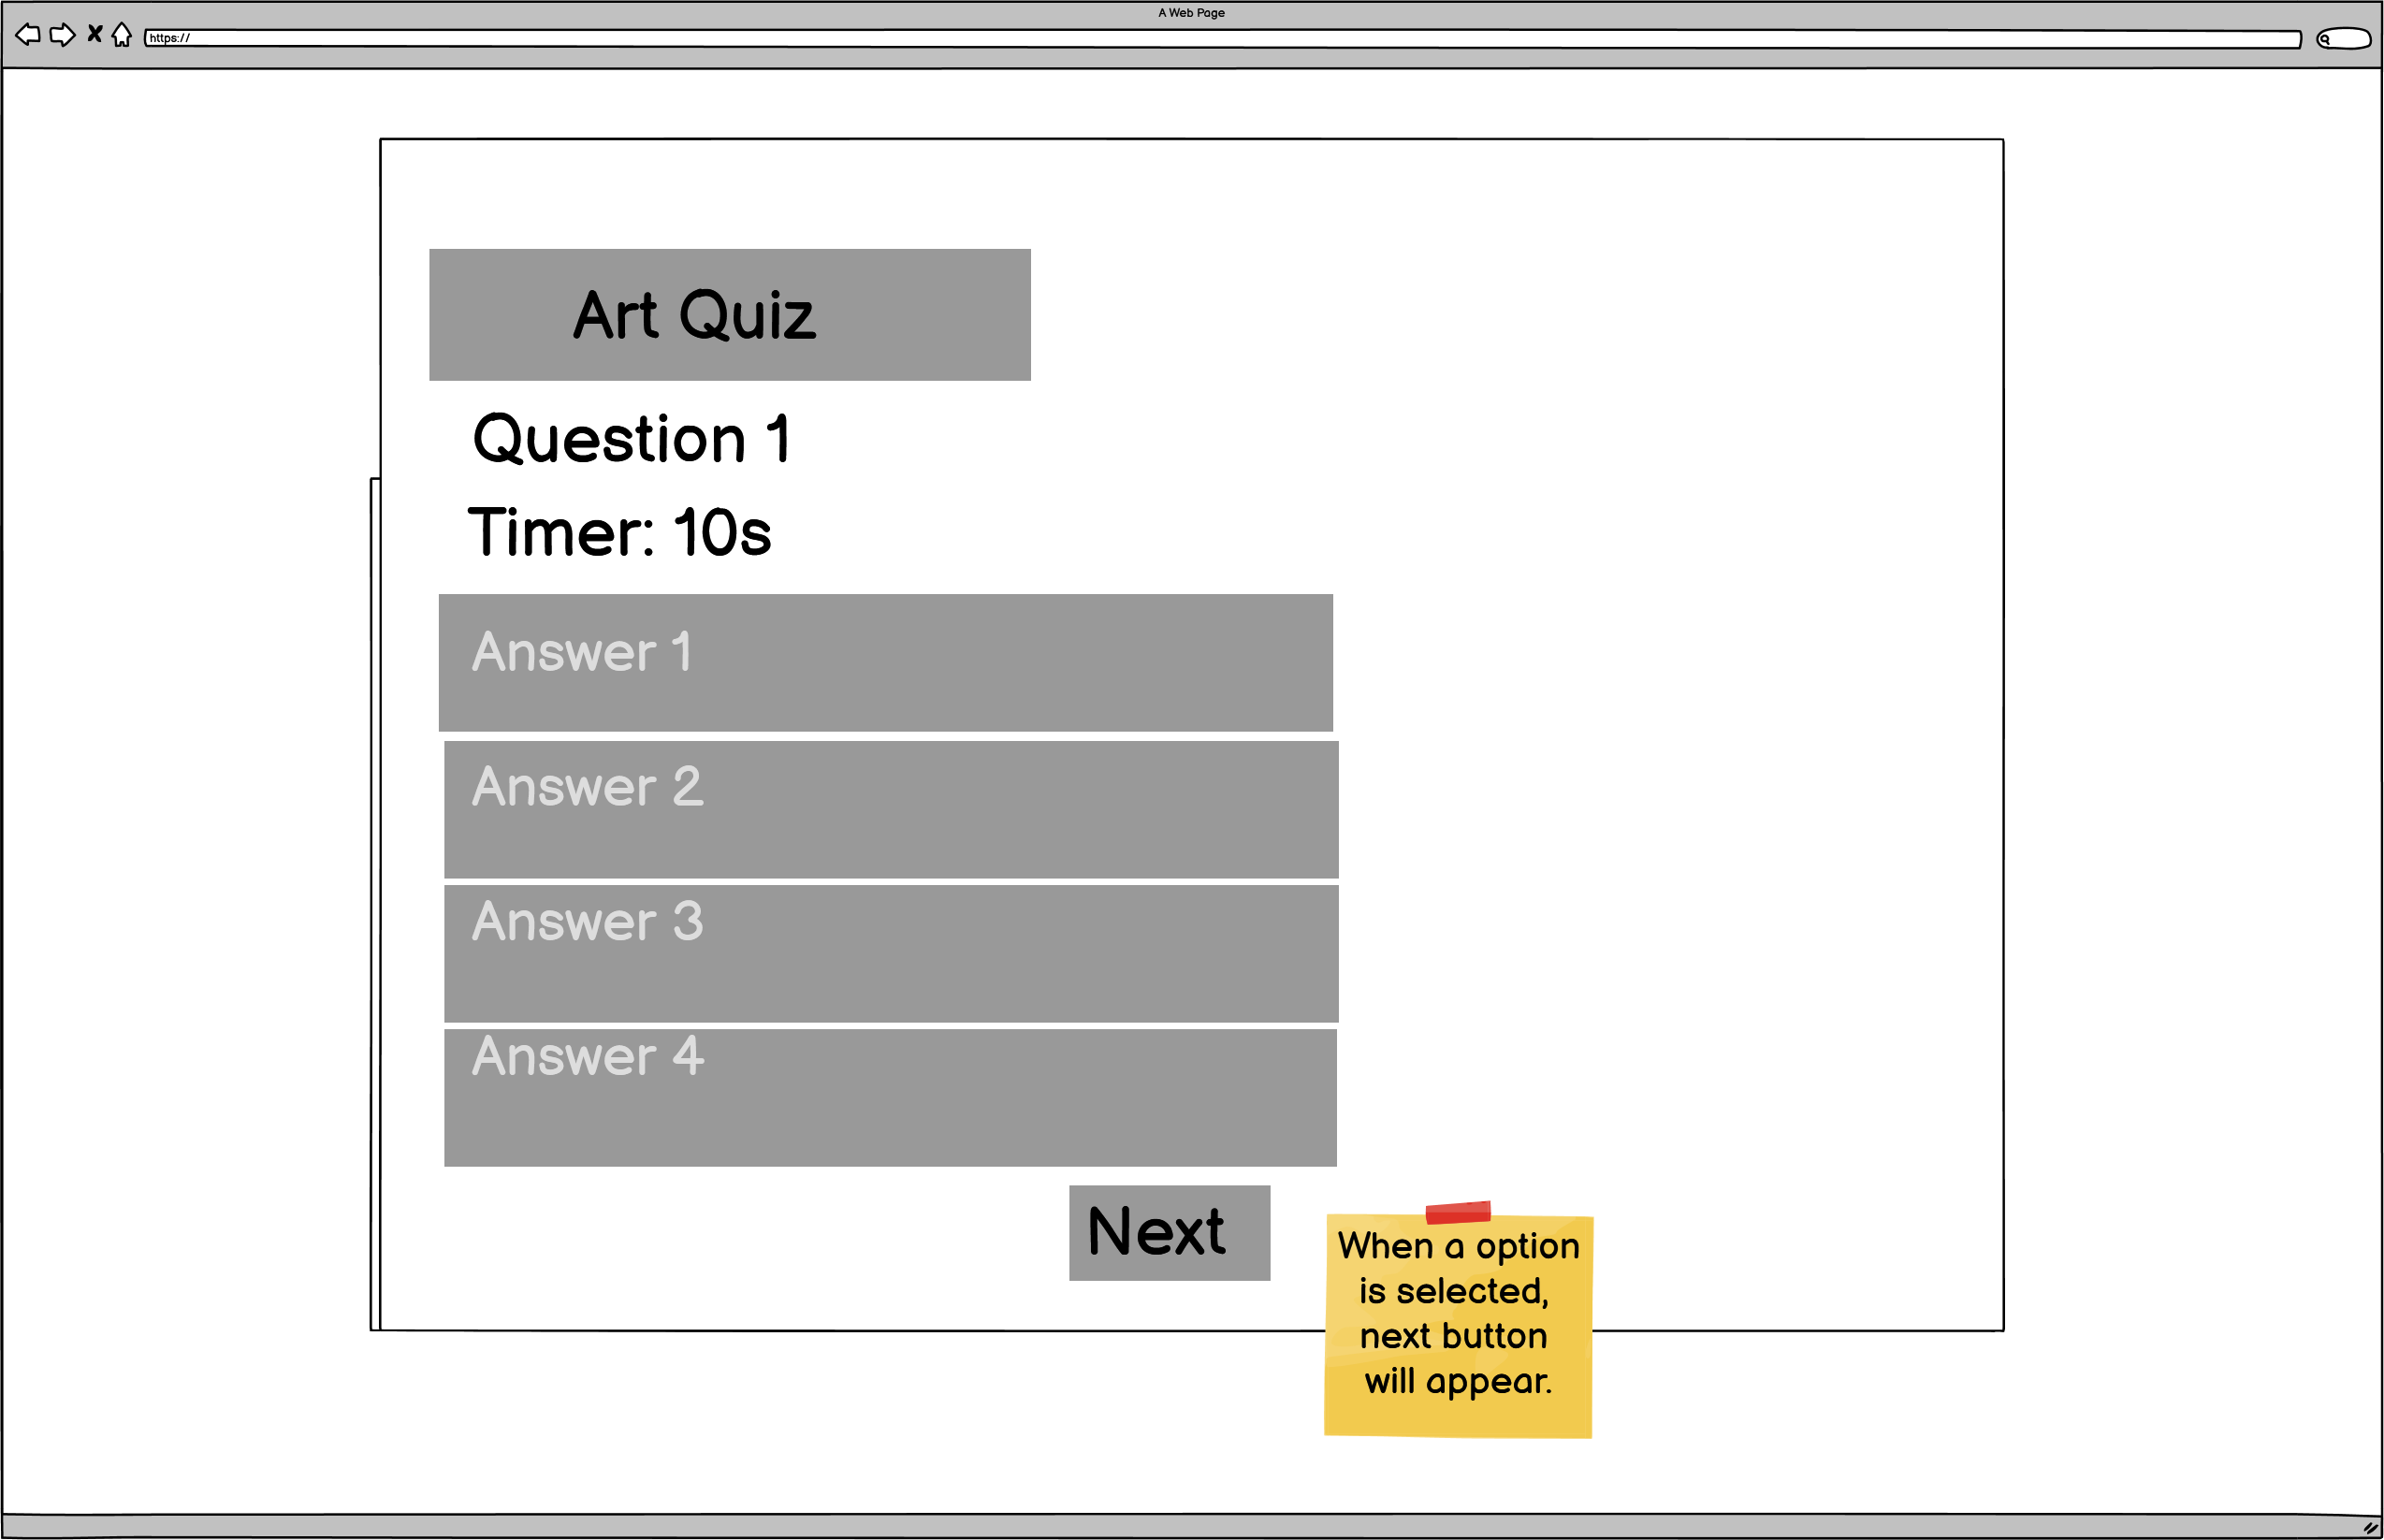 A Web Page
https://
Art Quiz
Question 1
Timer: 10s
Answer 1
Answer 2
Answer 3
Answer 4
Next
When a option
is selected,
next button
will appear.